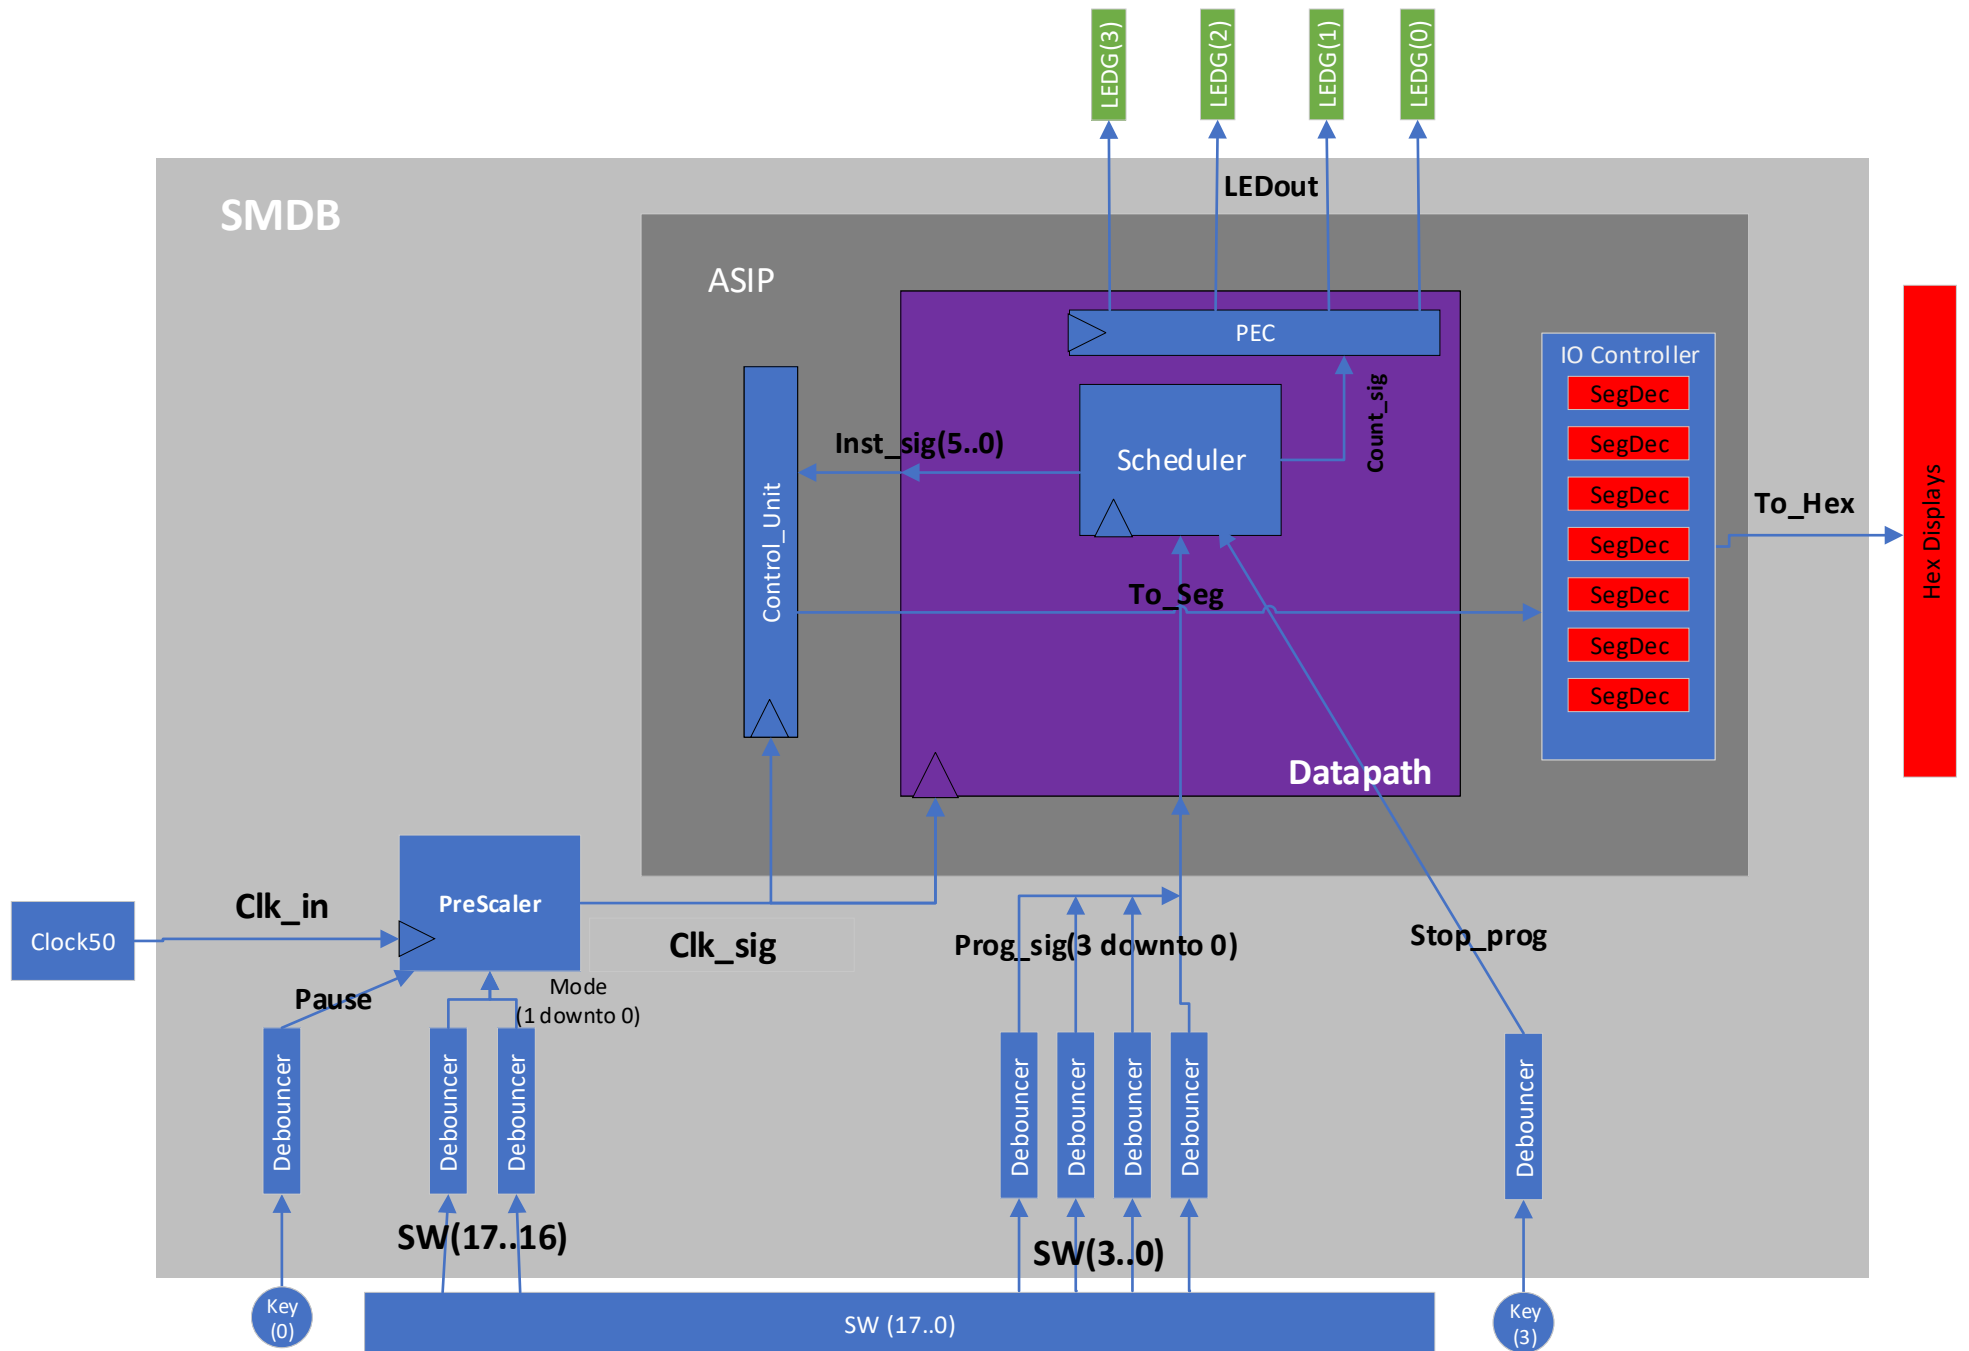 LEDG(3)
LEDG(2)
LEDG(1)
LEDG(0)
LEDout
SMDB
ASIP
PEC
IO Controller
SegDec
SegDec
SegDec
SegDec
SegDec
SegDec
SegDec
Count_sig
Inst_sig(5..0)
Scheduler
Control_Unit
To_Seg
To_Hex
Hex Displays
Datapath
PreScaler
Clk_in
Clock50
Clk_sig
Prog_sig(3 downto 0)
Stop_prog
Pause
Mode
(1 downto 0)
Debouncer
Debouncer
Debouncer
Debouncer
Debouncer
Debouncer
Debouncer
Debouncer
SW(17..16)
SW(3..0)
Key
(0)
SW (17..0)
Key
(3)